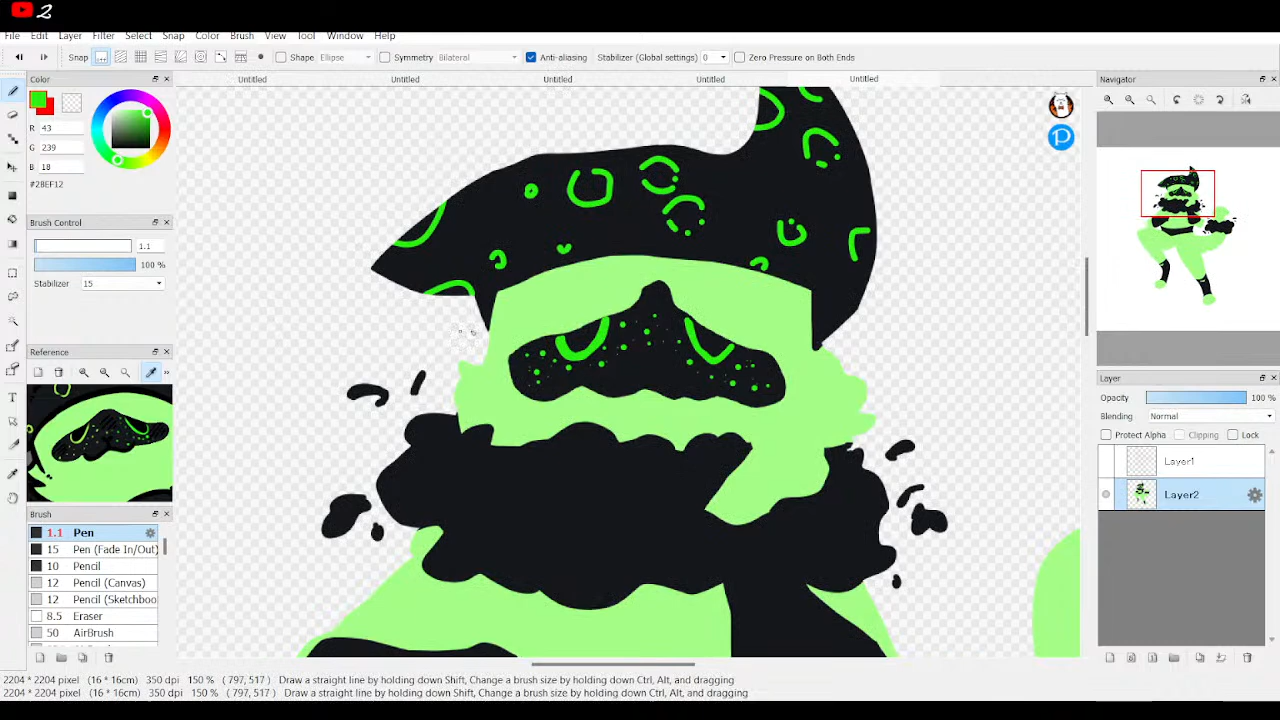 2
File Edit Layer Filter Select Snap Color Brush View Tool Window Help
Snap Shape Ellipse Symmetry Bilateral Anti-aliasing Stabilizer (Global settings) 0 Zero Pressure on Both Ends
Color Untitled Untitled Untitled Untitled Untitled Navigator
R 43
G 239
B 18
#2BEF12
Brush Control
1.1
100 %
Stabilizer 15
Reference
Brush
1.1 Pen
15 Pen (Fade In/Out)
10 Pencil
12 Pencil (Canvas)
12 Pencil (Sketchboo
8.5 Eraser
50 AirBrush
P
Layer
Opacity 100 %
Blending Normal
Protect Alpha Clipping Lock
Layer1
Layer2
2204 * 2204 pixel (16 * 16cm) 350 dpi 150 % ( 797, 517 ) Draw a straight line by holding down Shift, Change a brush size by holding down Ctrl, Alt, and dragging
2204 * 2204 pixel (16 * 16cm) 350 dpi 150 % ( 797, 517 ) Draw a straight line by holding down Shift, Change a brush size by holding down Ctrl, Alt, and dragging